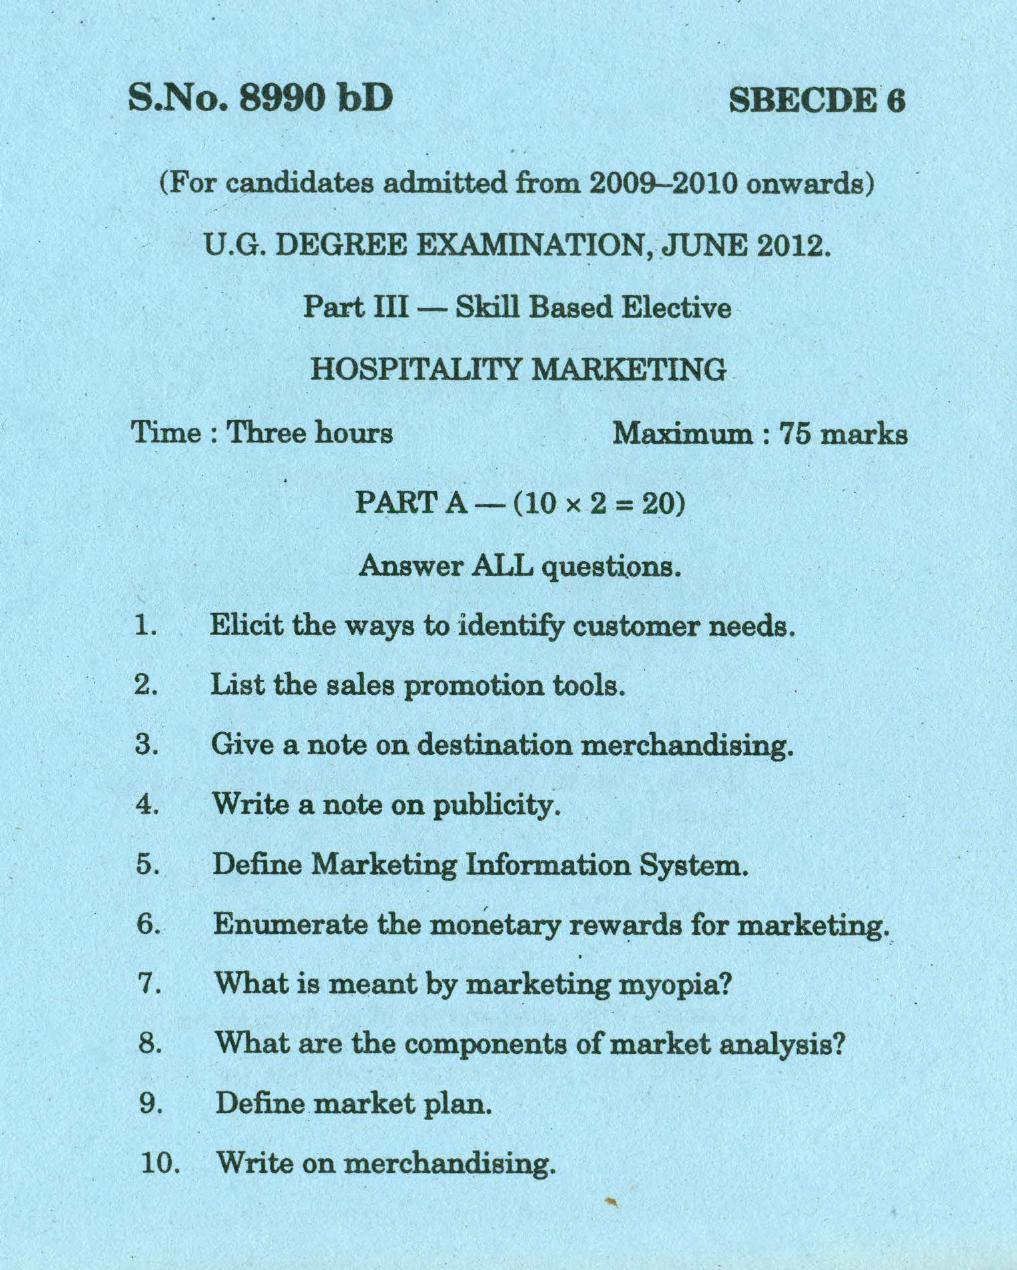 S.No. 8990 bD SBECDE 6
(For candidates admitted from 2009–2010 onwards)
U.G. DEGREE EXAMINATION, JUNE 2012.
Part III — Skill Based Elective
HOSPITALITY MARKETING
Time : Three hours Maximum : 75 marks
PART A — (10 × 2 = 20)
Answer ALL questions.
1. Elicit the ways to identify customer needs.
2. List the sales promotion tools.
3. Give a note on destination merchandising.
4. Write a note on publicity.
5. Define Marketing Information System.
6. Enumerate the monetary rewards for marketing.
7. What is meant by marketing myopia?
8. What are the components of market analysis?
9. Define market plan.
10. Write on merchandising.